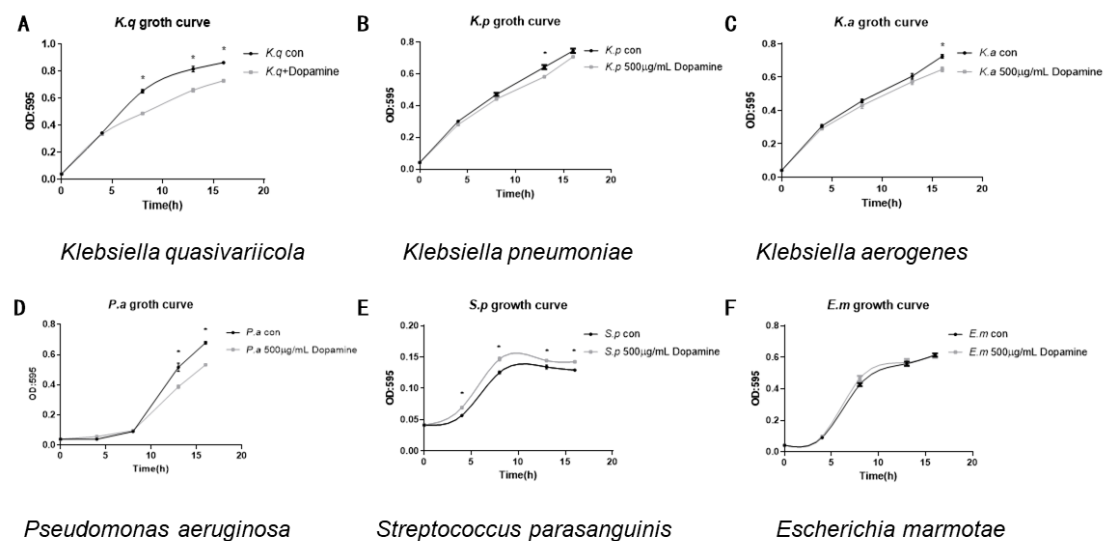 A
K.q groth curve
K.q con
K.q+Dopamine
*
*
*
OD:595
1.0
0.8
0.6
0.4
0.2
0.0
0 5 10 15 20
Time(h)
Klebsiella quasivariicola
B
K.p groth curve
K.p con
K.p 500μg/mL Dopamine
*
OD:595
0.8
0.6
0.4
0.2
0.0
0 5 10 15 20
Time(h)
Klebsiella pneumoniae
C
K.a groth curve
K.a con
K.a 500μg/mL Dopamine
*
OD:595
0.8
0.6
0.4
0.2
0.0
0 5 10 15 20
Time(h)
Klebsiella aerogenes
D
P.a groth curve
P.a con
P.a 500μg/mL Dopamine
*
*
OD:595
0.8
0.6
0.4
0.2
0.0
0 5 10 15 20
Time(h)
Pseudomonas aeruginosa
E
S.p growth curve
S.p con
S.p 500μg/mL Dopamine
*
*
*
*
OD:595
0.20
0.15
0.10
0.05
0.00
0 5 10 15 20
Time(h)
Streptococcus parasanguinis
F
E.m growth curve
E.m con
E.m 500μg/mL Dopamine
OD:595
0.8
0.6
0.4
0.2
0.0
0 5 10 15 20
Time(h)
Escherichia marmotae